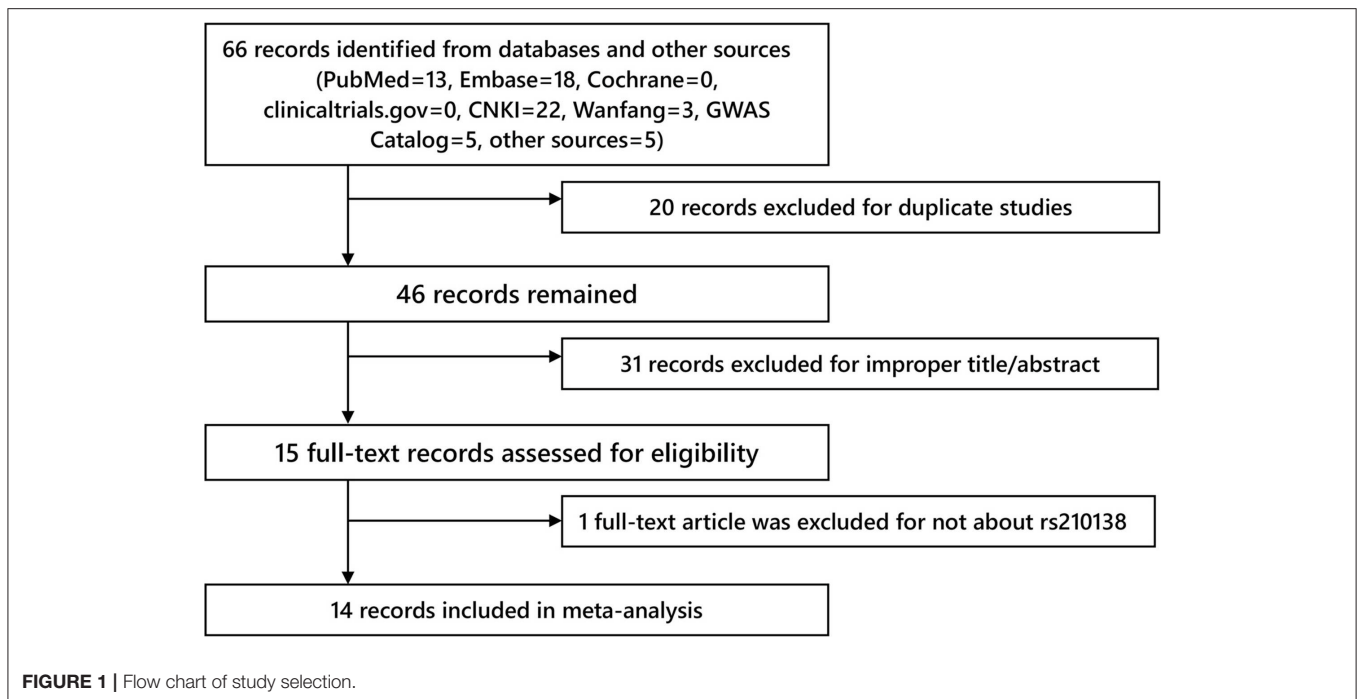 66 records identified from databases and other sources
(PubMed=13, Embase=18, Cochrane=0,
clinicaltrials.gov=0, CNKI=22, Wanfang=3, GWAS
Catalog=5, other sources=5)
20 records excluded for duplicate studies
46 records remained
31 records excluded for improper title/abstract
15 full-text records assessed for eligibility
1 full-text article was excluded for not about rs210138
14 records included in meta-analysis
FIGURE 1 | Flow chart of study selection.